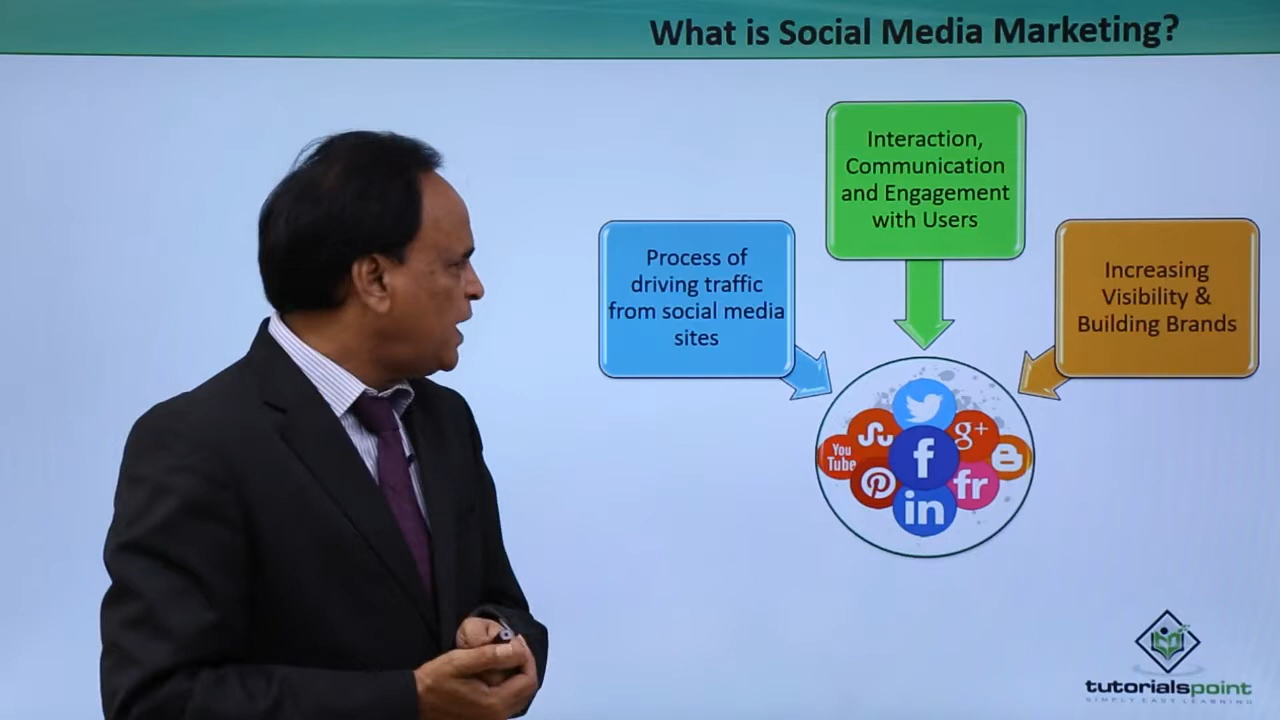 What is Social Media Marketing?
Interaction,
Communication
and Engagement
with Users
Process of
driving traffic
from social media
sites
Increasing
Visibility &
Building Brands
You
Tube
g+
f
fr
in
tutorialspoint
SIMPLY EASY LEARNING